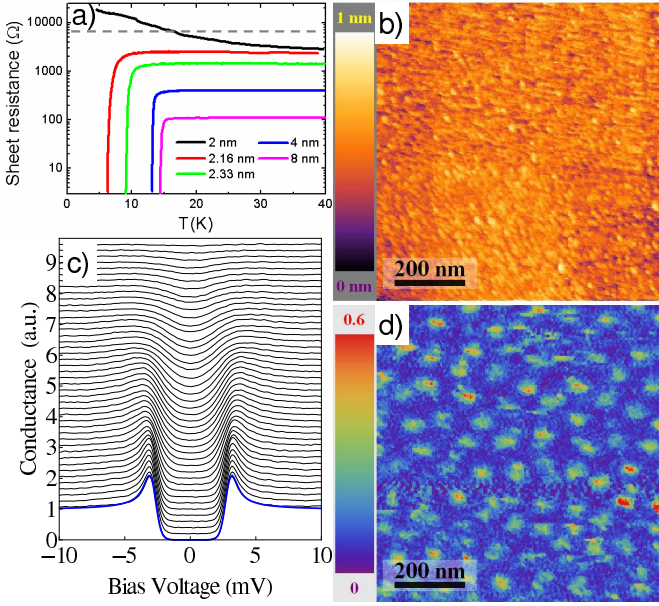 a)
Sheet resistance (Ω)
10000
1000
100
10
2 nm
4 nm
2.16 nm
8 nm
2.33 nm
0 10 20 30 40
T(K)
1 nm
0 nm
b)
200 nm
c)
Conductance (a.u.)
9
8
7
6
5
4
3
2
1
0
−10 −5 0 5 10
Bias Voltage (mV)
0.6
0
d)
200 nm